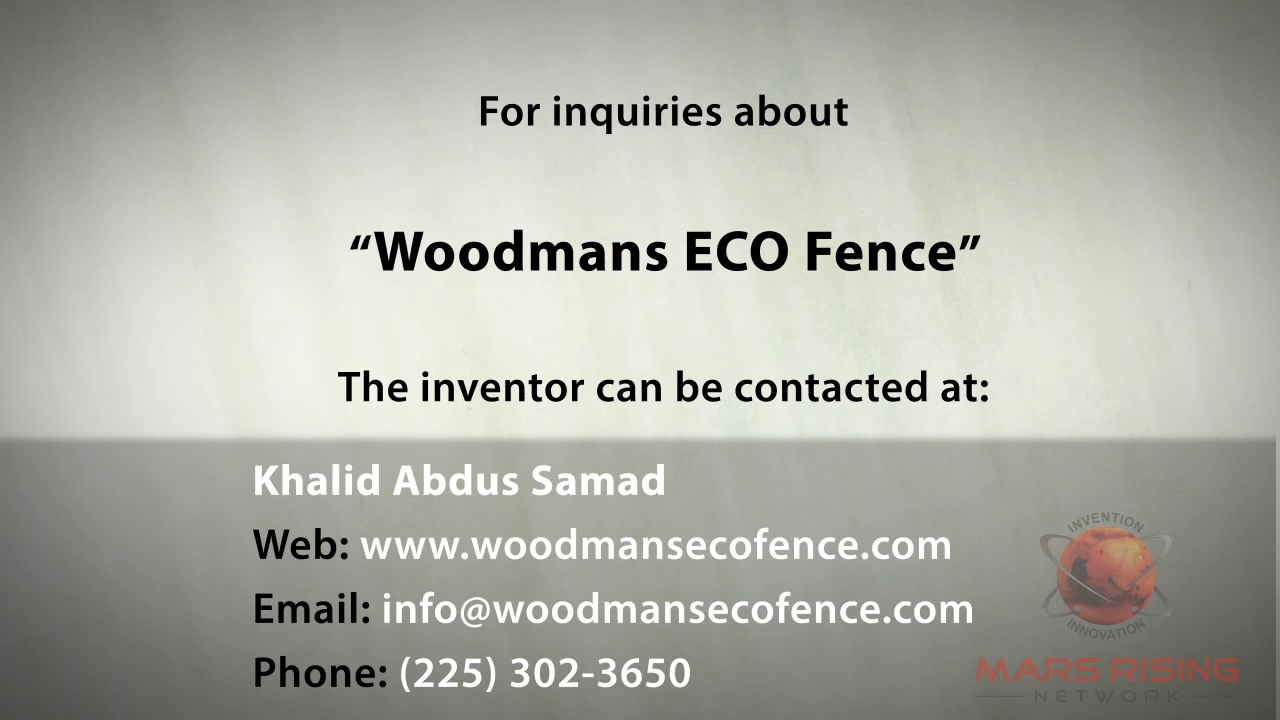 For inquiries about
“Woodmans ECO Fence”
The inventor can be contacted at:
Khalid Abdus Samad
Web: www.woodmansecofence.com
Email: info@woodmansecofence.com
Phone: (225) 302-3650
INVENTION
INNOVATION
MARS RISING
NETWORK